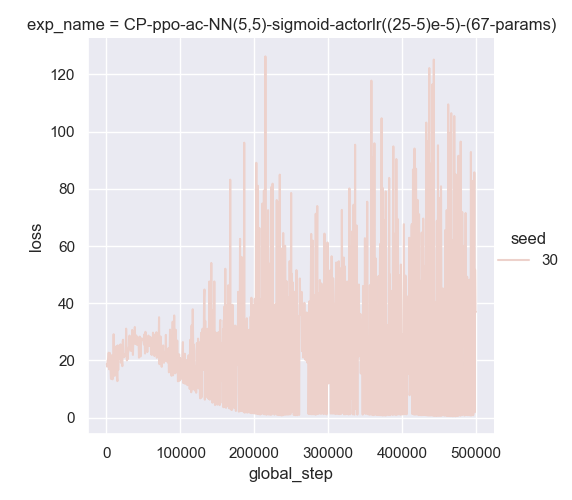 exp_name = CP-ppo-ac-NN(5,5)-sigmoid-actorlr((25-5)e-5)-(67-params)
120
100
80
60
40
20
0
loss
seed
30
0 100000 200000 300000 400000 500000
global_step